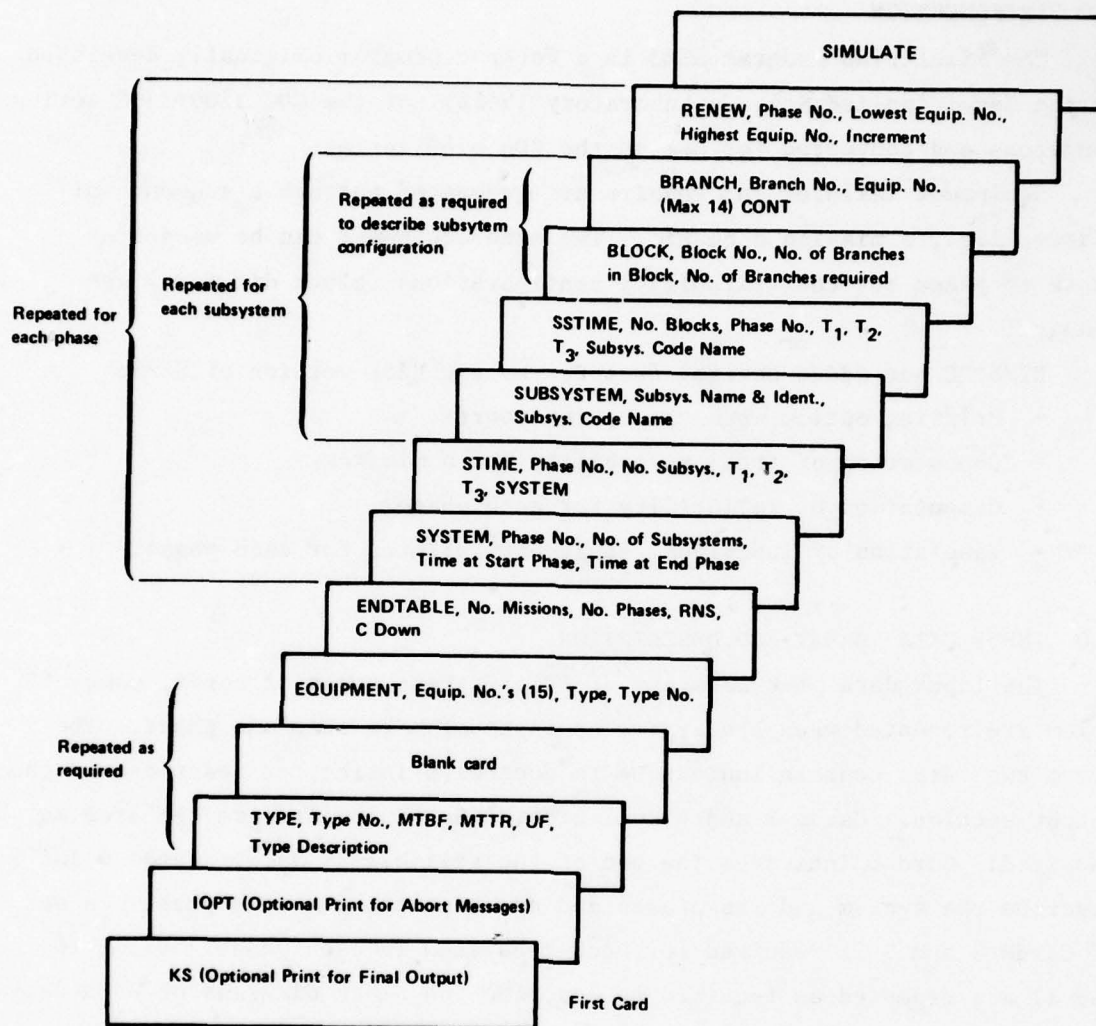 SIMULATE
RENEW, Phase No., Lowest Equip. No.,
Highest Equip. No., Increment
BRANCH, Branch No., Equip. No.
(Max 14) CONT
Repeated as required
to describe subsytem
configuration
BLOCK, Block No., No. of Branches
in Block, No. of Branches required
Repeated for
each subsystem
Repeated for
each phase
SSTIME, No. Blocks, Phase No., T1, T2,
T3, Subsys. Code Name
SUBSYSTEM, Subsys. Name & Ident.,
Subsys. Code Name
STIME, Phase No., No. Subsys., T1, T2,
T3, SYSTEM
SYSTEM, Phase No., No. of Subsystems,
Time at Start Phase, Time at End Phase
ENDTABLE, No. Missions, No. Phases, RNS,
C Down
EQUIPMENT, Equip. No.'s (15), Type, Type No.
Repeated as
required
Blank card
TYPE, Type No., MTBF, MTTR, UF,
Type Description
IOPT (Optional Print for Abort Messages)
KS (Optional Print for Final Output)
First Card